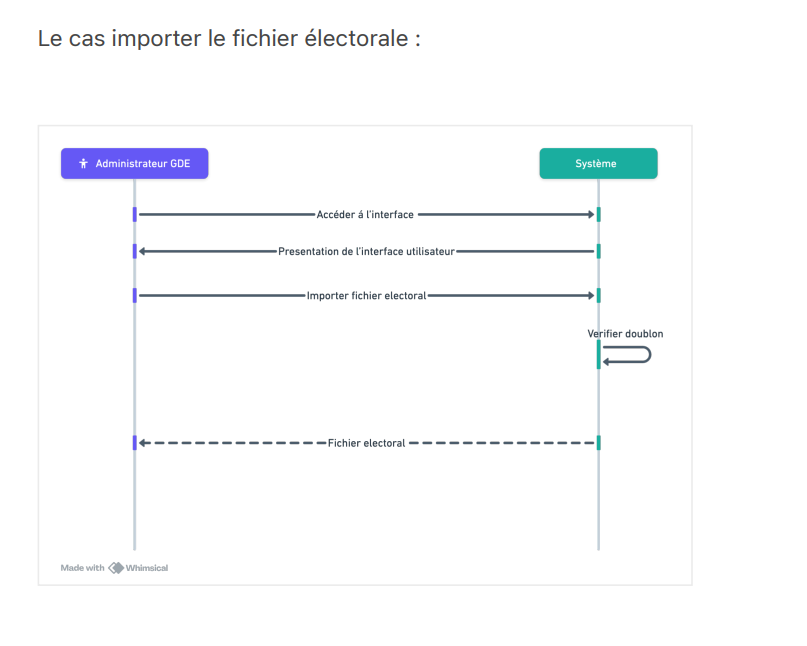 Le cas importer le fichier électorale :
Administrateur GDE
Système
Accéder á l'interface
Presentation de l'interface utilisateur
Importer fichier electoral
Verifier doublon
Fichier electoral
Made with Whimsical